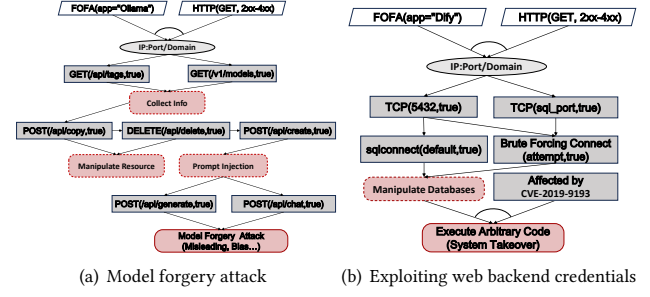 FOFA(app="Ollama")
HTTP(GET, 2xx-4xx)
IP:Port/Domain
GET(/api/tags,true)
GET(/v1/models,true)
Collect Info
POST(/api/copy,true)
DELETE(/api/delete,true)
POST(/api/create,true)
Manipulate Resource
Prompt Injection
POST(/api/generate,true)
POST(/api/chat,true)
Model Forgery Attack
(Misleading, Bias...)
(a) Model forgery attack
FOFA(app="Dify")
HTTP(GET, 2xx-4xx)
IP:Port/Domain
TCP(5432,true)
TCP(sql_port,true)
sqlconnect(default,true)
Brute Forcing Connect
(attempt,true)
Manipulate Databases
Affected by
CVE-2019-9193
Execute Arbitrary Code
(System Takeover)
(b) Exploiting web backend credentials